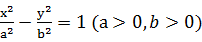 x²/a² − y²/b² = 1 (a > 0, b > 0)